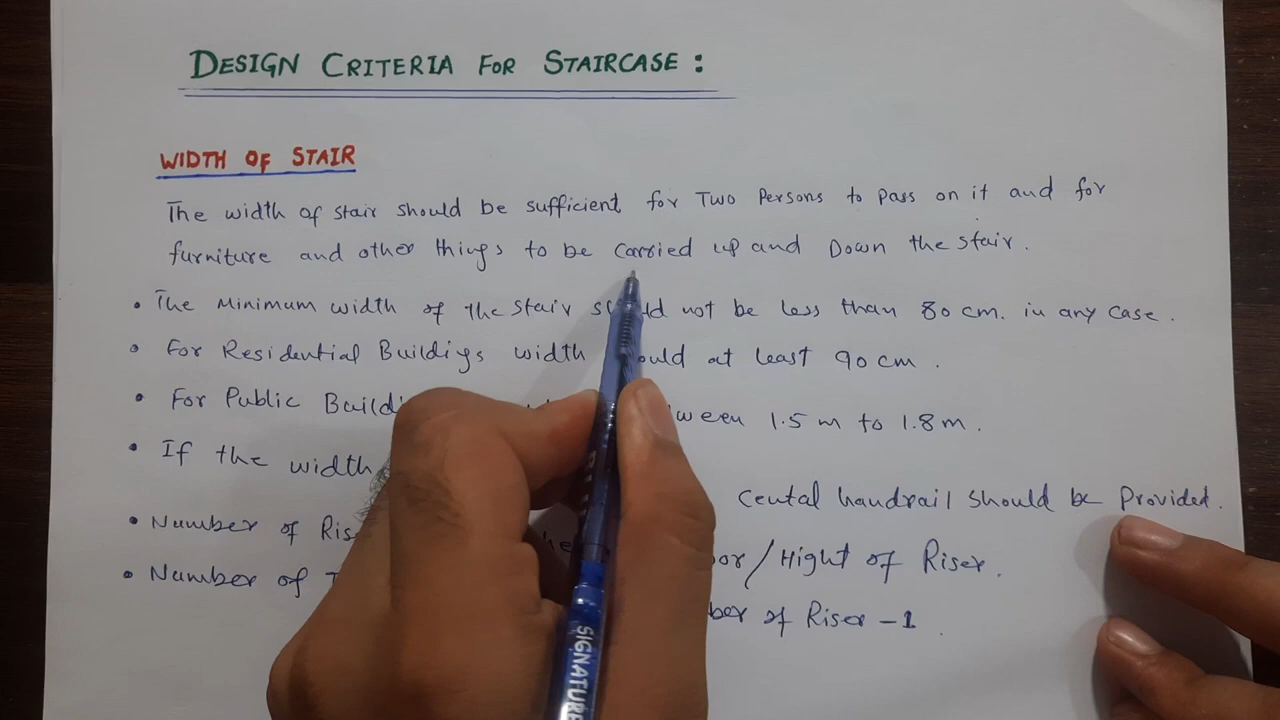 DESIGN CRITERIA FOR STAIRCASE :
WIDTH OF STAIR
The width of stair should be sufficient for Two Persons to pass on it and for
furniture and other things to be carried up and Down the stair.
• The Minimum width of the stair should not be less than 80 cm. in any case.
• For Residential Buildigs width should at least 90 cm.
• For Public 1.5 m to 1.8 m.
• If the width cental handrail should be Provided.
• Number of / Hight of Riser.
• Number of of Riser -1
SIGNATURE